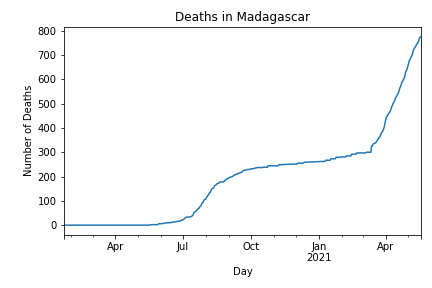 Deaths in Madagascar
Number of Deaths
800
700
600
500
400
300
200
100
0
Apr
Jul
Oct
Jan
2021
Apr
Day